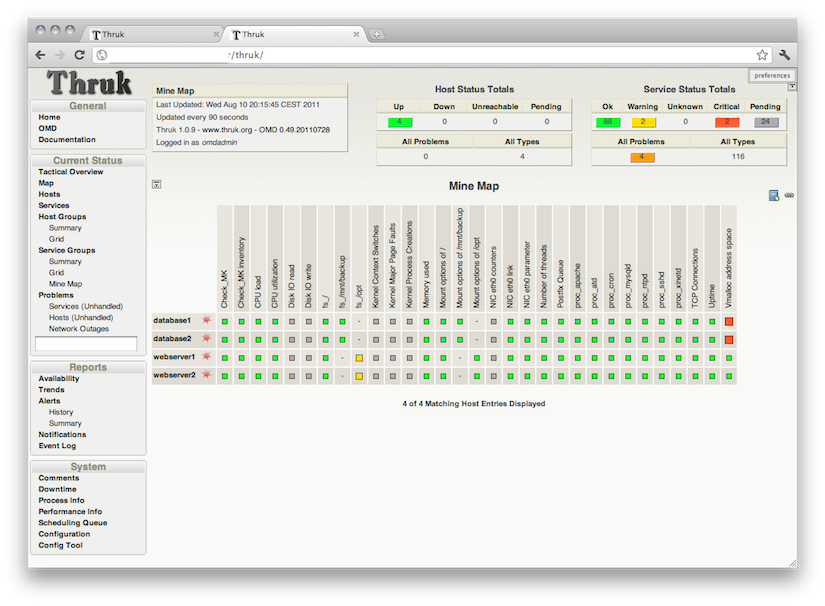 Thruk
Thruk
r/thruk/
Thruk
preferences
General
Home
OMD
Documentation
Current Status
Tactical Overview
Map
Hosts
Services
Host Groups
Summary
Grid
Service Groups
Summary
Grid
Mine Map
Problems
Services (Unhandled)
Hosts (Unhandled)
Network Outages
Reports
Availability
Trends
Alerts
History
Summary
Notifications
Event Log
System
Comments
Downtime
Process Info
Performance Info
Scheduling Queue
Configuration
Config Tool
Mine Map
Last Updated: Wed Aug 10 20:15:45 CEST 2011
Updated every 90 seconds
Thruk 1.0.9 - www.thruk.org - OMD 0.49.20110728
Logged in as omdadmin
Host Status Totals
Up Down Unreachable Pending
4 0 0 0
All Problems All Types
0 4
Service Status Totals
Ok Warning Unknown Critical Pending
88 2 0 2 24
All Problems All Types
4 116
Mine Map
Check_MK
Check_MK inventory
CPU load
CPU utilization
Disk IO read
Disk IO write
fs_/
fs_/mnt/backup
fs_/opt
Kernel Context Switches
Kernel Major Page Faults
Kernel Process Creations
Memory used
Mount options of /
Mount options of /mnt/backup
Mount options of /opt
NIC eth0 counters
NIC eth0 link
NIC eth0 parameter
Number of threads
Postfix Queue
proc_apache
proc_atd
proc_cron
proc_mysqld
proc_ntpd
proc_sshd
proc_xinetd
TCP Connections
Uptime
Vmalloc address space
database1 - -
database2 - -
webserver1 - -
webserver2 - -
4 of 4 Matching Host Entries Displayed